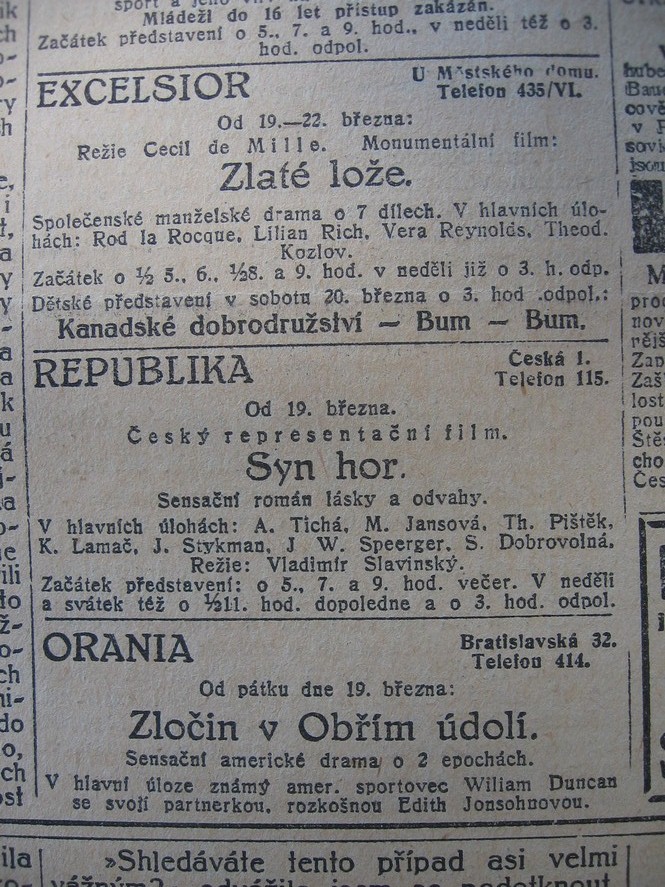 sport a jeho
Mládeži do 16 let přístup zakázán.
Začátek představení o 5., 7. a 9. hod., v neděli též o 3.
hod. odpol.
EXCELSIOR
U Městského domu.
Telefon 435/VI.
Od 19.—22. března:
Režie Cecil de Mille. Monumentální film:
Zlaté lože.
Společenské manželské drama o 7 dílech. V hlavních úlo-
hách: Rod la Rocque, Lilian Rich, Vera Reynolds, Theod.
Kozlov.
Začátek o ½ 5., 6., ½8. a 9. hod. v neděli již o 3. h. odp.
Dětské představení v sobotu 20. března o 3. hod .odpol.:
Kanadské dobrodružství — Bum — Bum.
REPUBLIKA
Česká 1.
Telefon 115.
Od 19. března.
Český representační film.
Syn hor.
Sensační román lásky a odvahy.
V hlavních úlohách: A. Tichá, M. Jansová, Th. Pištěk,
K. Lamač, J. Stykman, J W. Speerger, S. Dobrovolná,
Režie: Vladimír Slavinský.
Začátek představení: o 5., 7. a 9. hod. večer. V neděli
a svátek též o ½11. hod. dopoledne a o 3. hod. odpol.
ORANIA
Bratislavská 32.
Telefon 414.
Od pátku dne 19. března:
Zločin v Obřím údolí.
Sensační americké drama o 2 epochách.
V hlavní úloze známý amer. sportovec Wiliam Duncan
se svojí partnerkou, rozkošnou Edith Jonsohnovou.
»Shledáváte tento případ asi velmi